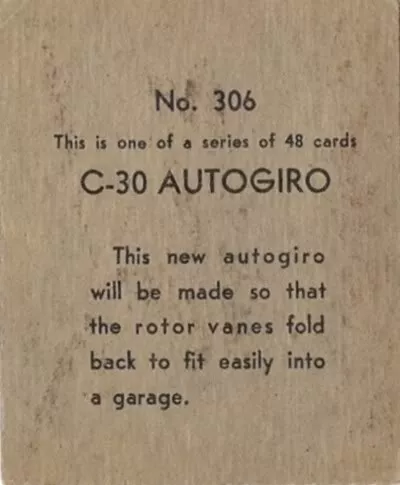 No. 306
This is one of a series of 48 cards
C-30 AUTOGIRO
This new autogiro
will be made so that
the rotor vanes fold
back to fit easily into
a garage.